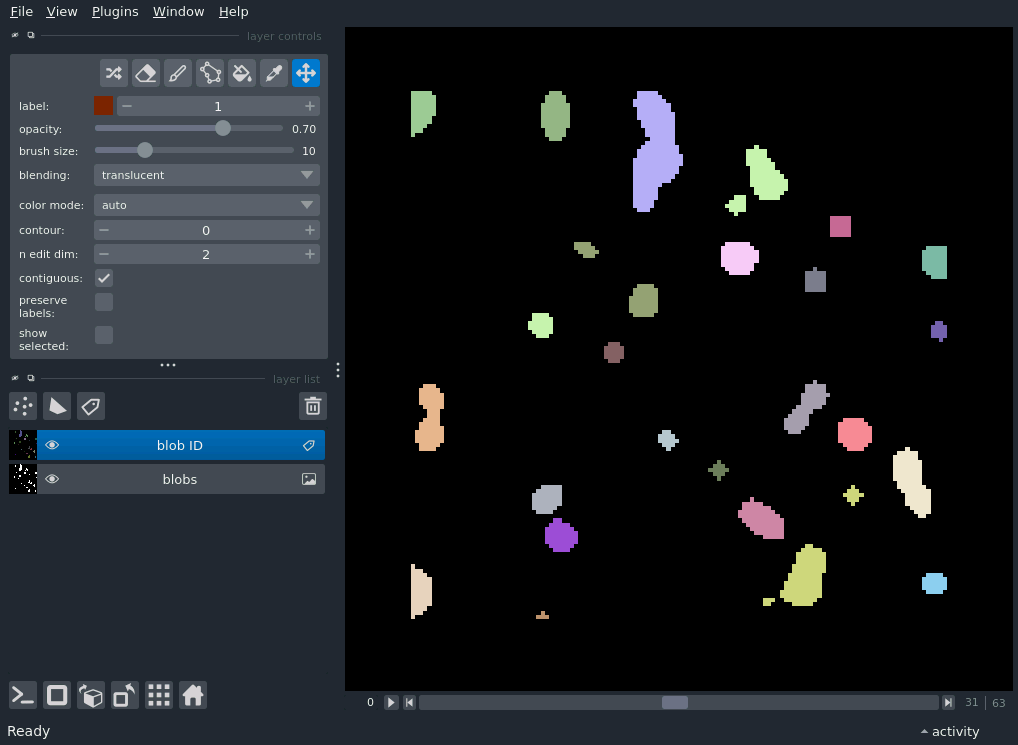 File View Plugins Window Help
layer controls
label: 1
opacity: 0.70
brush size: 10
blending: translucent
color mode: auto
contour: 0
n edit dim: 2
contiguous:
preserve
labels:
show
selected:
layer list
blob ID
blobs
0 31 | 63
Ready activity